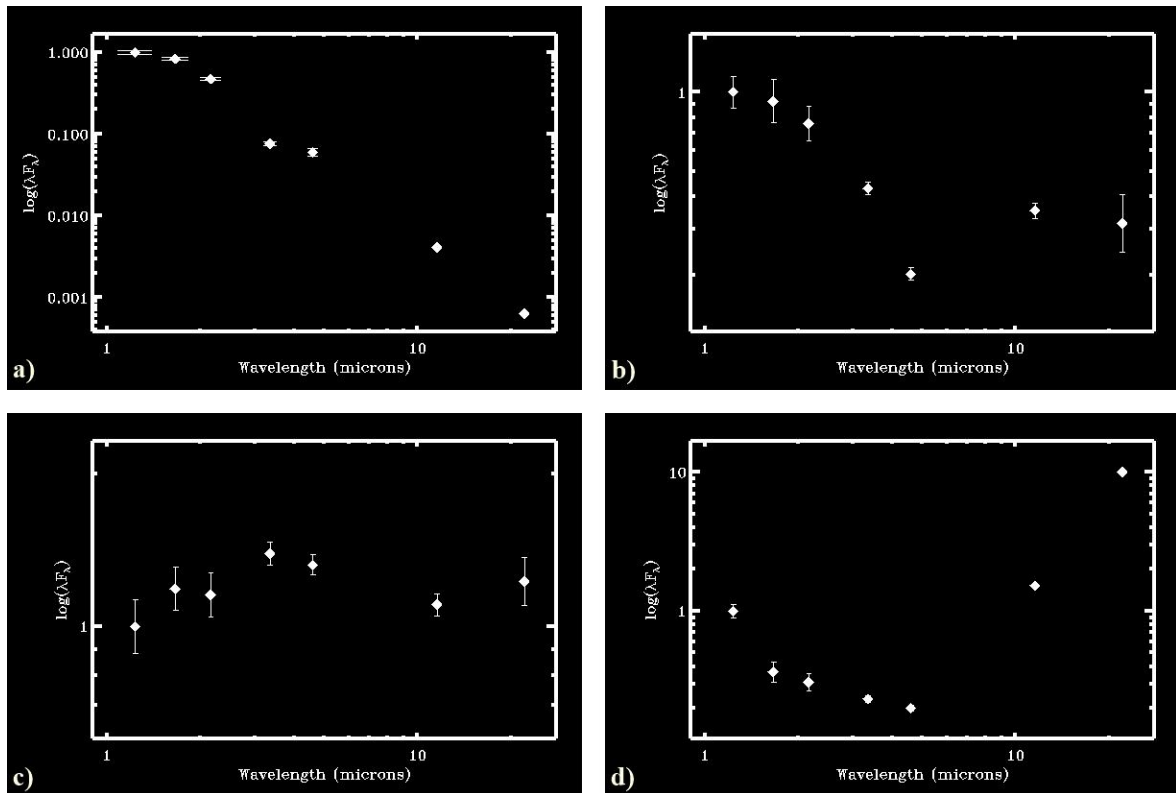 1.000
0.100
0.010
0.001
log(λF_λ)
1 10
Wavelength (microns)
a)
1
log(λF_λ)
1 10
Wavelength (microns)
b)
1
log(λF_λ)
1 10
Wavelength (microns)
c)
10
1
log(λF_λ)
1 10
Wavelength (microns)
d)